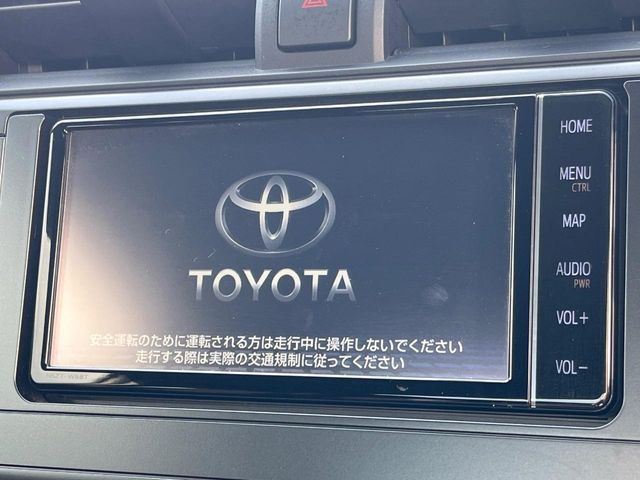 TOYOTA
安全運転のために運転される方は走行中に操作しないでください
走行する際は実際の交通規制に従ってください
NSZT-W68T
HOME
MENU
CTRL
MAP
AUDIO
PWR
VOL+
VOL−